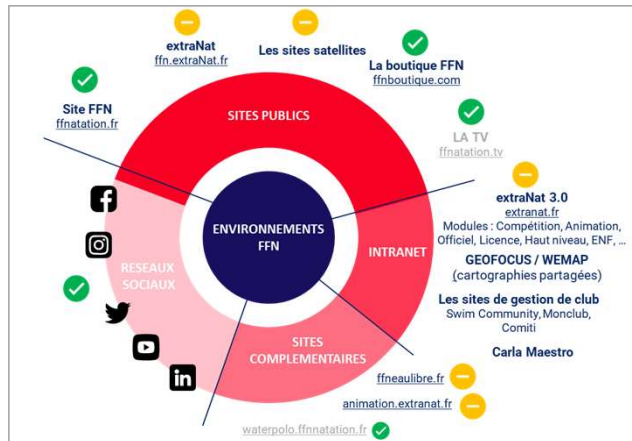 extraNat
ffn.extraNat.fr
Les sites satellites
La boutique FFN
ffnboutique.com
Site FFN
ffnatation.fr
SITES PUBLICS
LA TV
ffnatation.tv
extraNat 3.0
extranat.fr
Modules : Compétition, Animation,
Officiel, Licence, Haut niveau, ENF, ...
ENVIRONNEMENTS
FFN
INTRANET
GEOFOCUS / WEMAP
(cartographies partagées)
RESEAUX
SOCIAUX
Les sites de gestion de club
Swim Community, Monclub,
Comiti
SITES
COMPLEMENTAIRES
Carla Maestro
ffneaulibre.fr
animation.extranat.fr
waterpolo.ffnnatation.fr